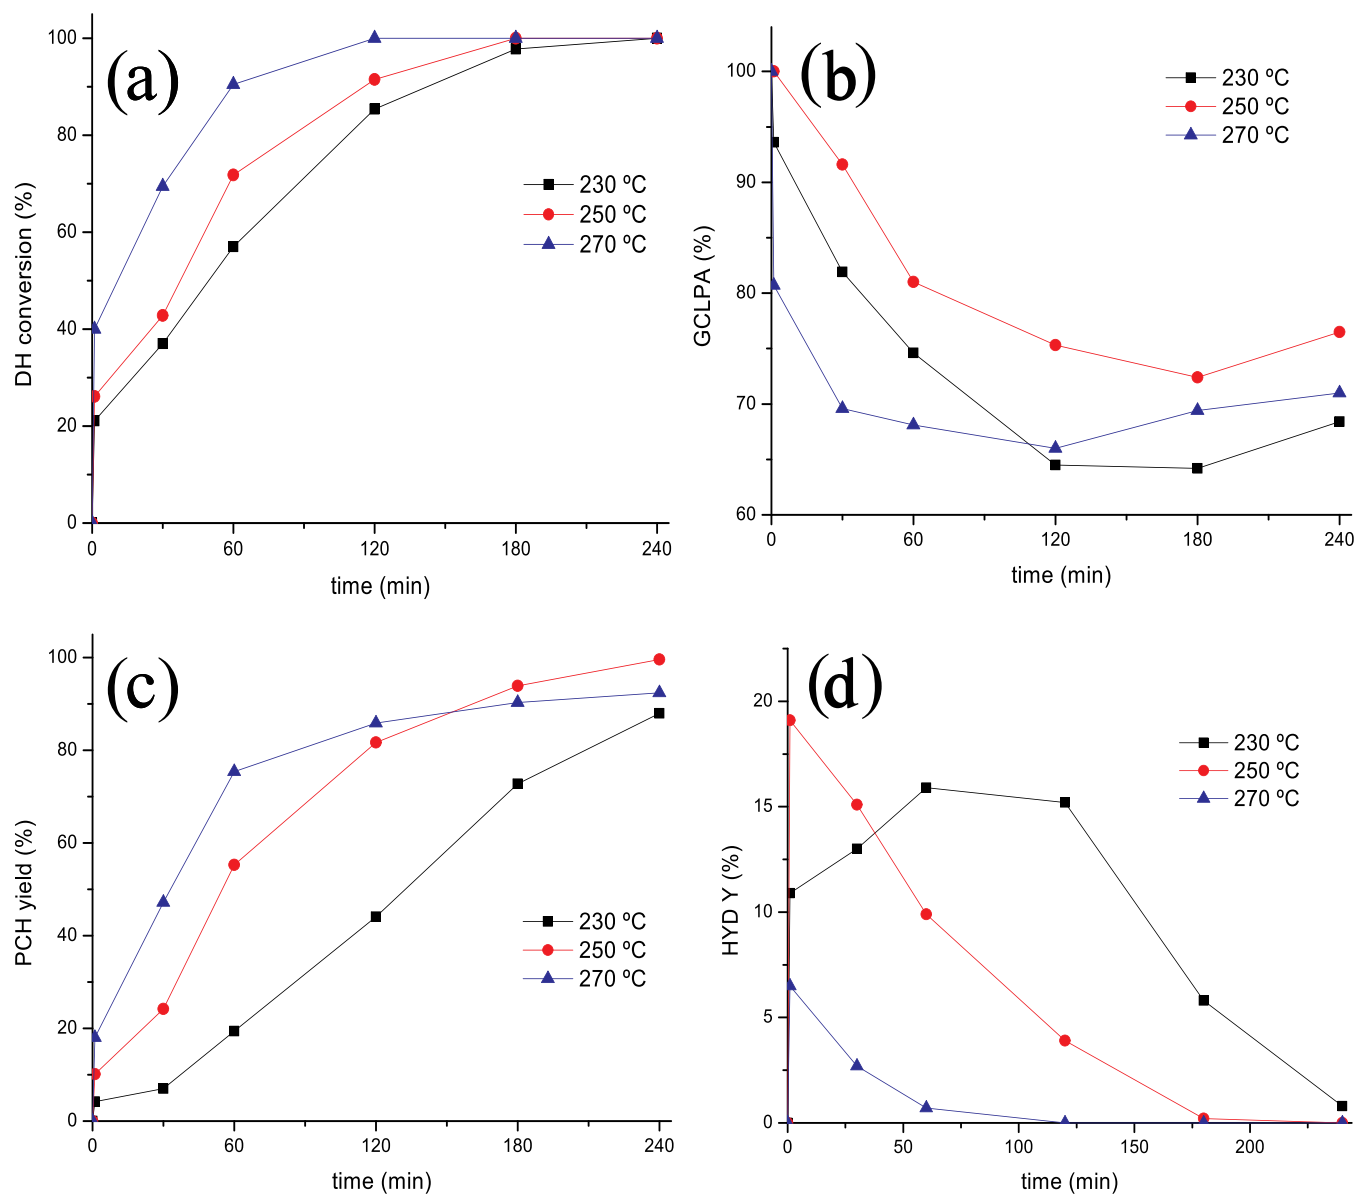 (a)
DH conversion (%)
100
80
60
40
20
0
0 60 120 180 240
time (min)
230 ºC
250 ºC
270 ºC
(b)
GCLPA (%)
100
90
80
70
60
0 60 120 180 240
time (min)
230 ºC
250 ºC
270 ºC
(c)
PCH yield (%)
100
80
60
40
20
0
0 60 120 180 240
time (min)
230 ºC
250 ºC
270 ºC
(d)
HYD Y (%)
20
15
10
5
0
0 50 100 150 200
time (min)
230 ºC
250 ºC
270 ºC